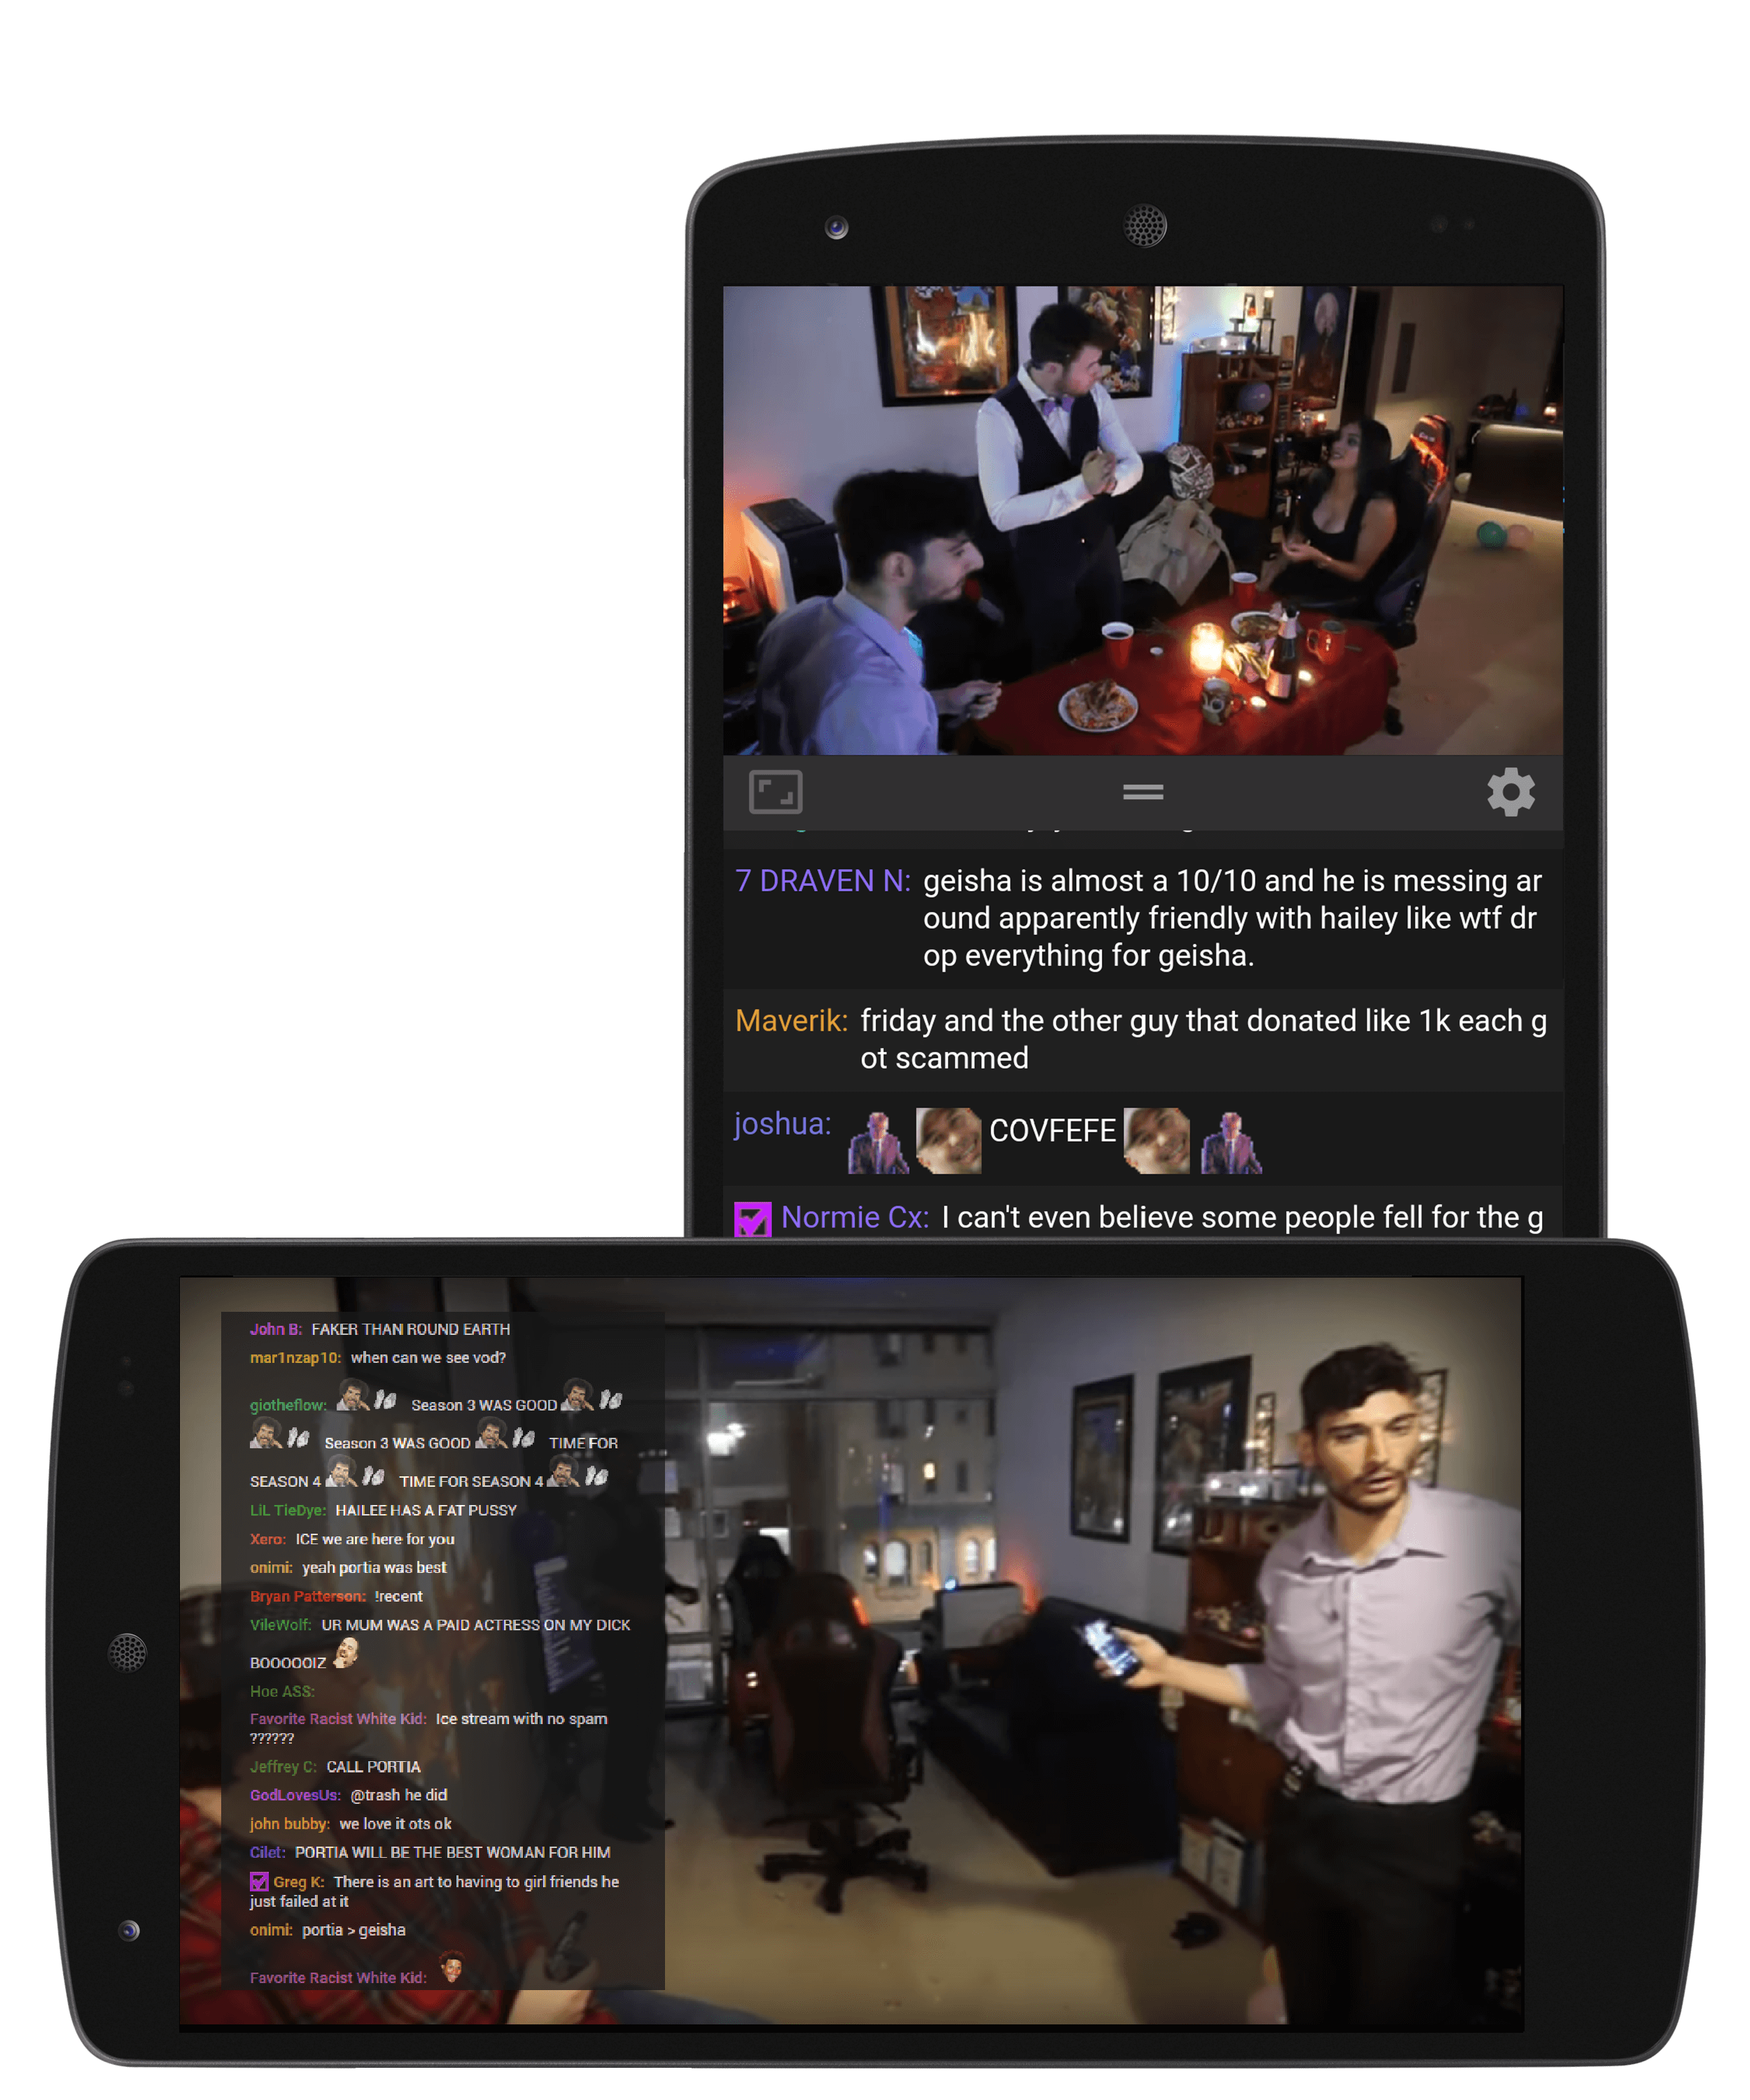 7 DRAVEN N: geisha is almost a 10/10 and he is messing ar
ound apparently friendly with hailey like wtf dr
op everything for geisha.
Maverik: friday and the other guy that donated like 1k each g
ot scammed
joshua: COVFEFE
Normie Cx: I can't even believe some people fell for the g
John B: FAKER THAN ROUND EARTH
mar1nzap10: when can we see vod?
giotheflow: Season 3 WAS GOOD
Season 3 WAS GOOD TIME FOR
SEASON 4 TIME FOR SEASON 4
LiL TieDye: HAILEE HAS A FAT PUSSY
Xero: ICE we are here for you
onimi: yeah portia was best
Bryan Patterson: !recent
VileWolf: UR MUM WAS A PAID ACTRESS ON MY DICK
BOOOOOIZ
Hoe ASS:
Favorite Racist White Kid: Ice stream with no spam
??????
Jeffrey C: CALL PORTIA
GodLovesUs: @trash he did
john bubby: we love it ots ok
Cilet: PORTIA WILL BE THE BEST WOMAN FOR HIM
Greg K: There is an art to having to girl friends he
just failed at it
onimi: portia > geisha
Favorite Racist White Kid: